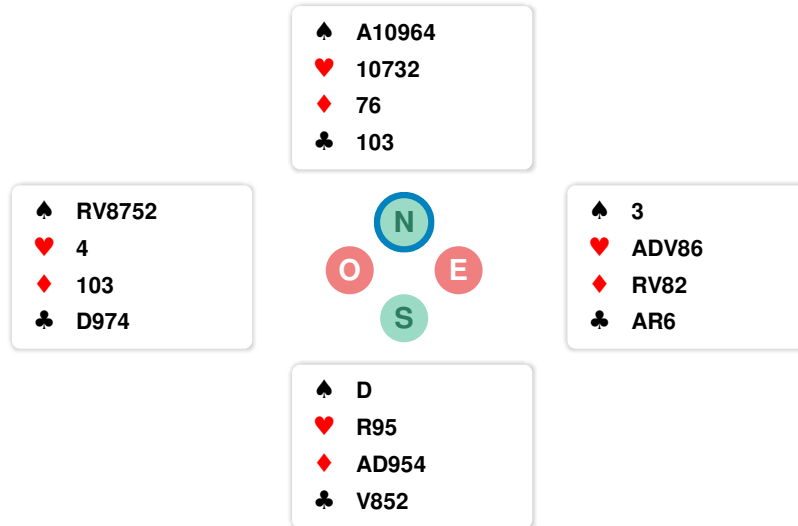 ♠ A10964
♥ 10732
♦ 76
♣ 103
♠ RV8752
♥ 4
♦ 103
♣ D974
N
O E
S
♠ 3
♥ ADV86
♦ RV82
♣ AR6
♠ D
♥ R95
♦ AD954
♣ V852